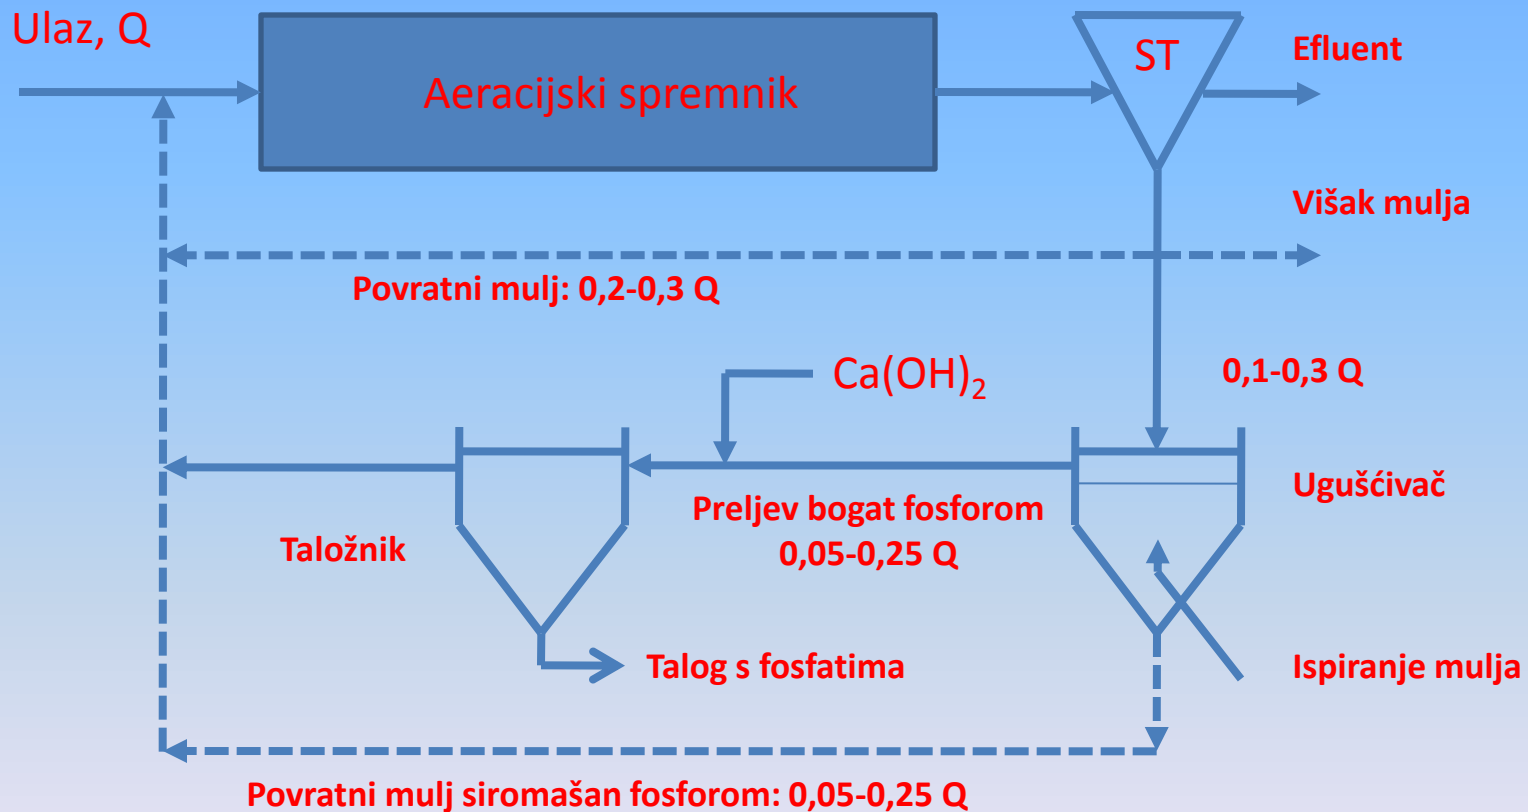 Ulaz, Q
Aeracijski spremnik
ST
Efluent
Višak mulja
Povratni mulj: 0,2-0,3 Q
Ca(OH)₂
0,1-0,3 Q
Ugušćivač
Preljev bogat fosforom
0,05-0,25 Q
Taložnik
Talog s fosfatima
Ispiranje mulja
Povratni mulj siromašan fosforom: 0,05-0,25 Q